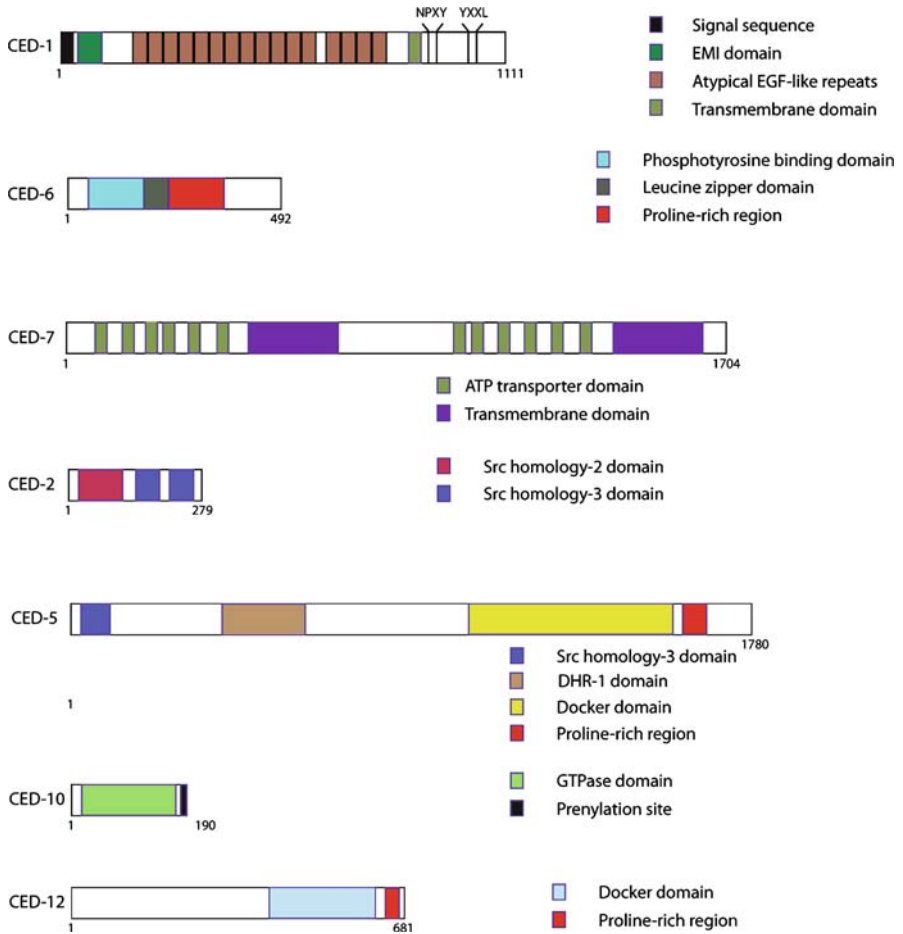 NPXY YXXL
CED-1
1 1111
Signal sequence
EMI domain
Atypical EGF-like repeats
Transmembrane domain
CED-6
1 492
Phosphotyrosine binding domain
Leucine zipper domain
Proline-rich region
CED-7
1 1704
ATP transporter domain
Transmembrane domain
CED-2
1 279
Src homology-2 domain
Src homology-3 domain
CED-5
1780
Src homology-3 domain
DHR-1 domain
1
Docker domain
Proline-rich region
CED-10
1 190
GTPase domain
Prenylation site
CED-12
1 681
Docker domain
Proline-rich region